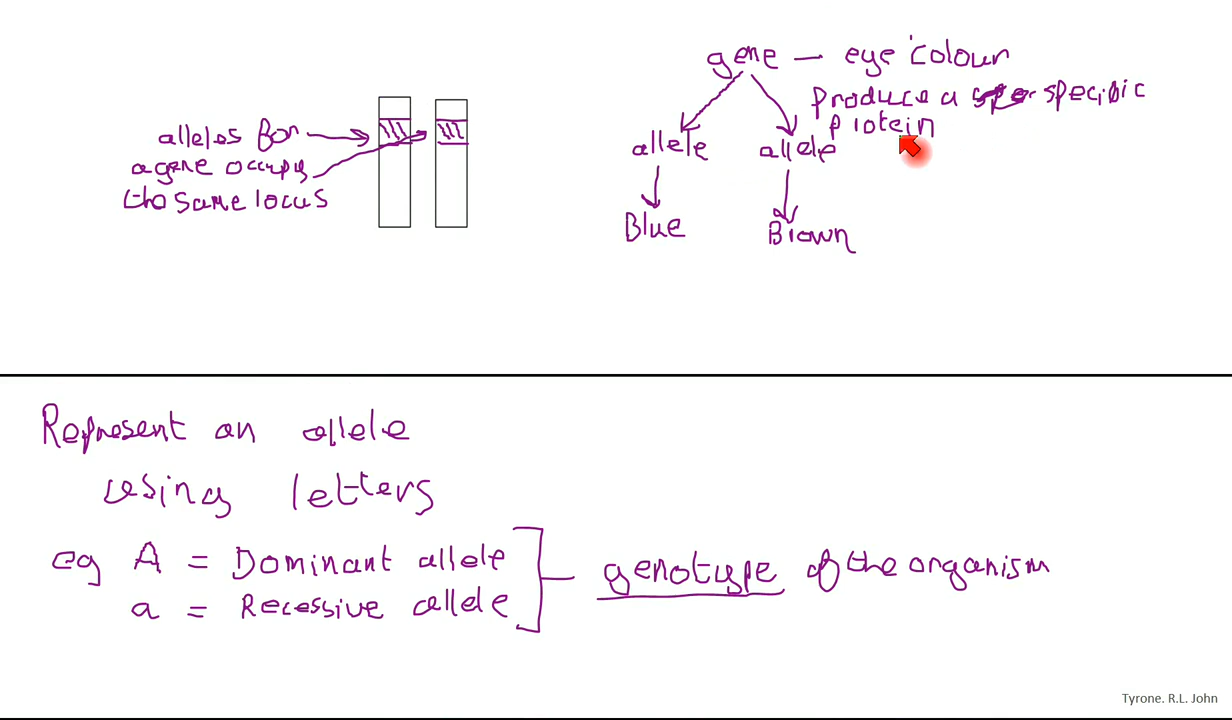 gene — eye colour
Produce a specific
protein
allele allele
Blue Brown
alleles for
a gene occupy
the same locus
Represent an allele
using letters
eg A = Dominant allele
a = Recessive allele
genotype of the organism
Tyrone. R.L. John